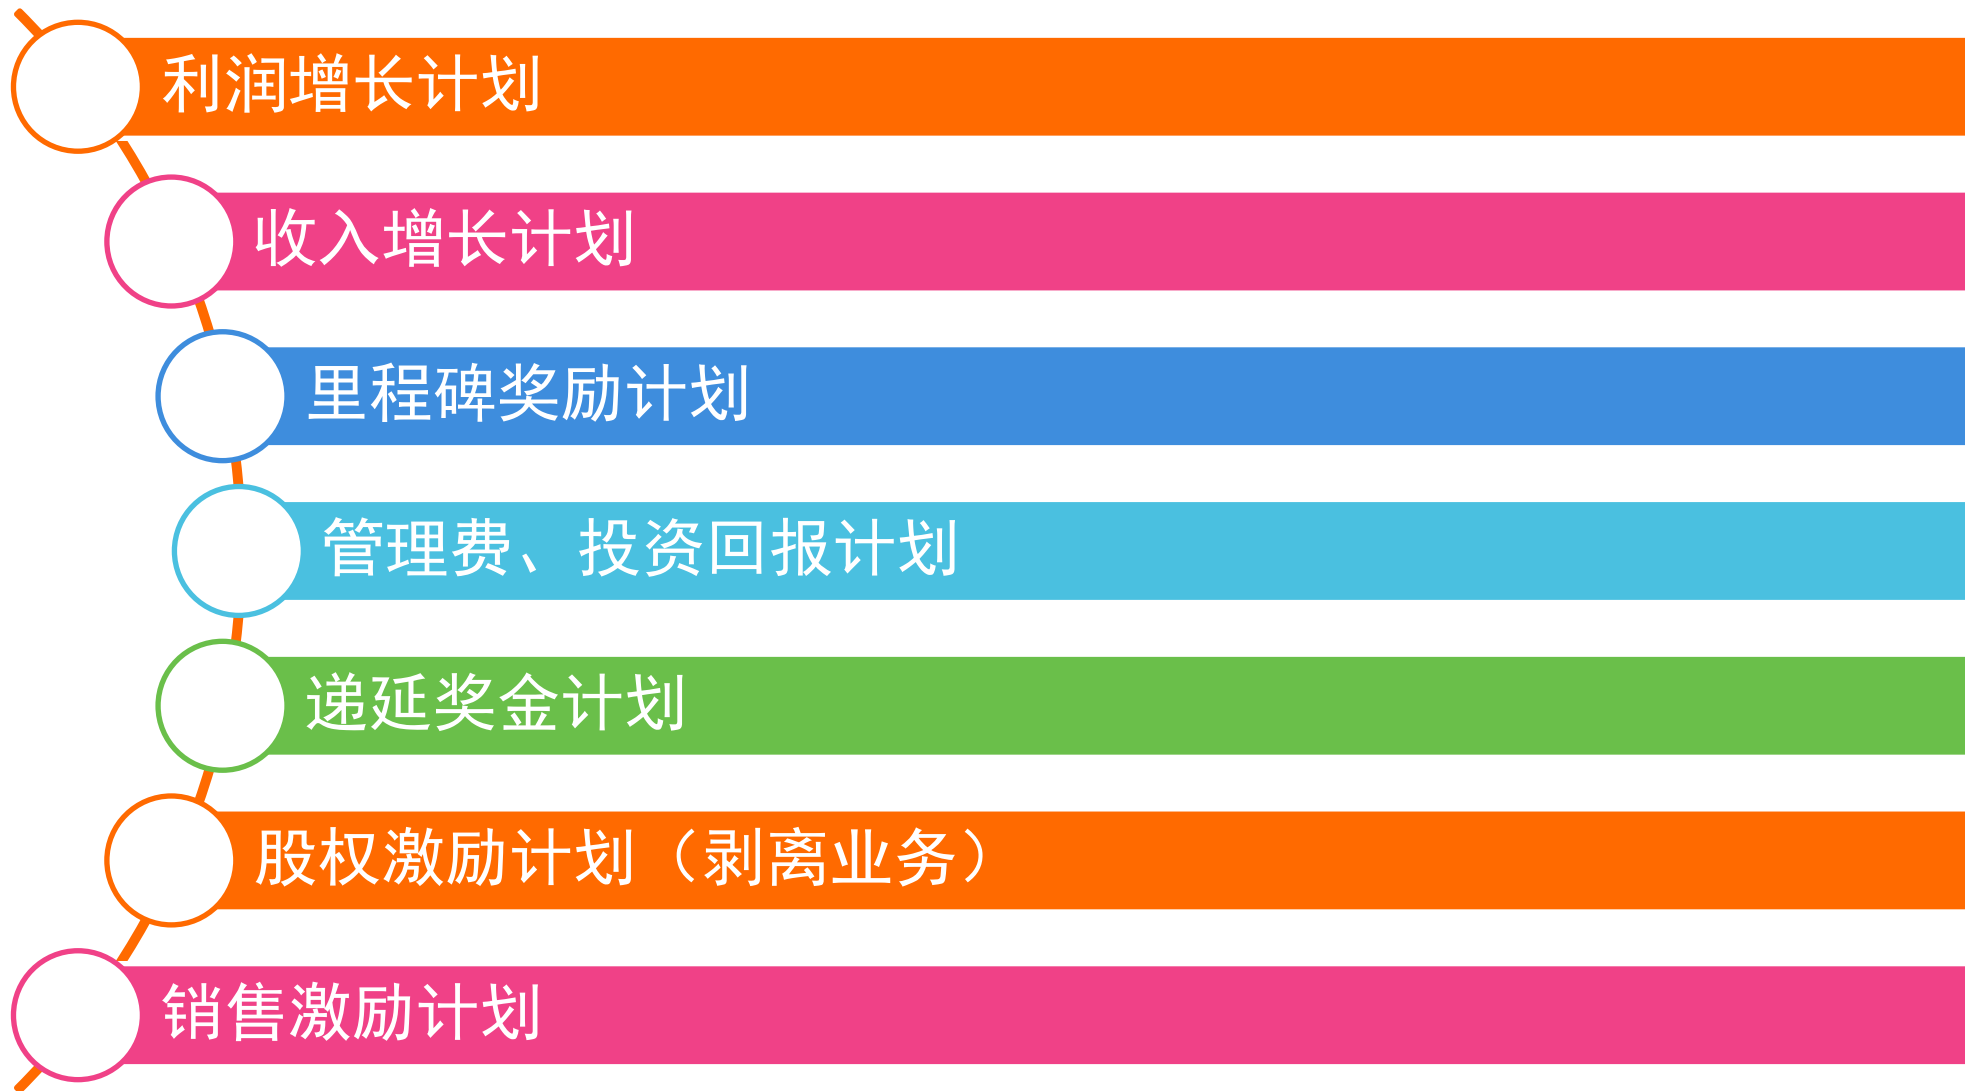 利润增长计划
收入增长计划
里程碑奖励计划
管理费、投资回报计划
递延奖金计划
股权激励计划（剥离业务）
销售激励计划